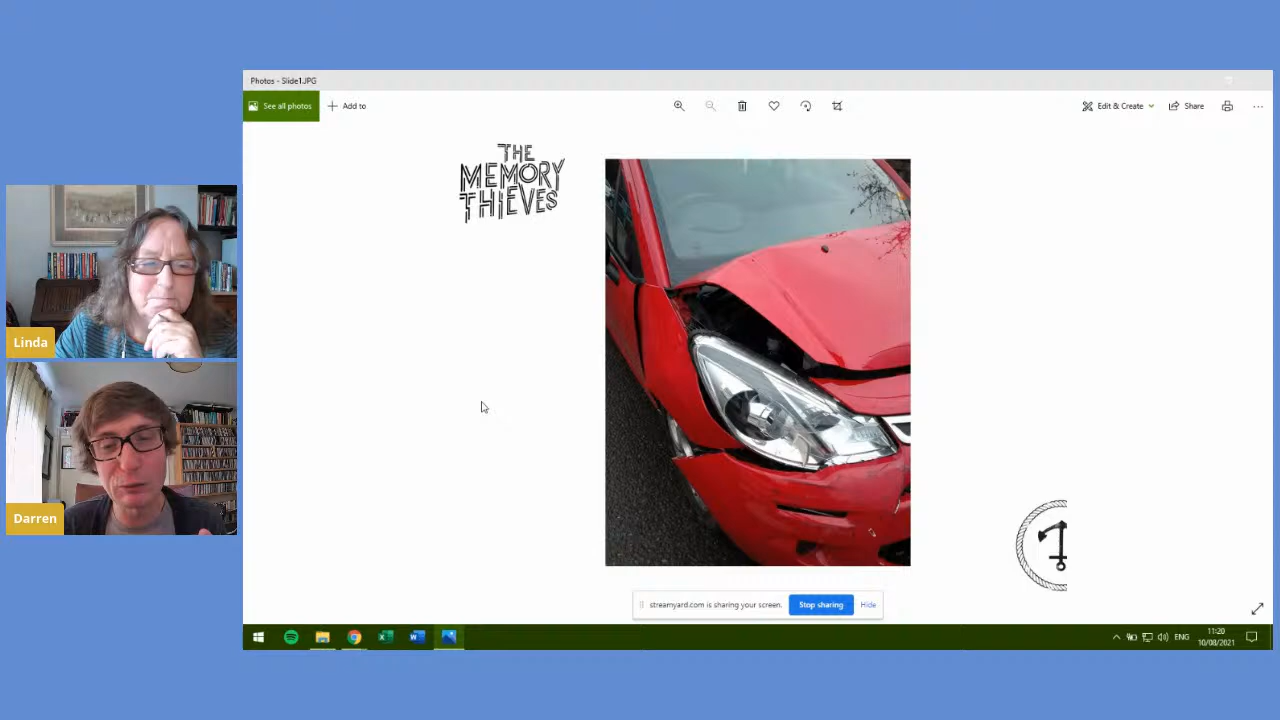 Photos - Slide1.JPG
See all photos
Add to
Edit & Create
Share
THE
MEMORY
THIEVES
Linda
Darren
streamyard.com is sharing your screen.
Stop sharing
Hide
ENG
11:20
10/08/2021